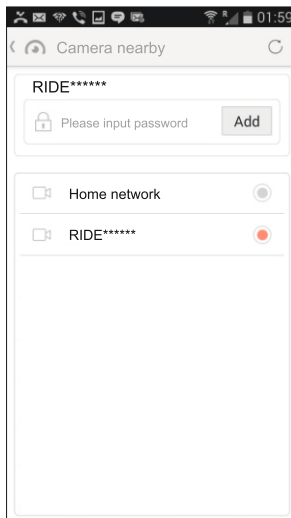 R 01:59
Camera nearby
RIDE******
Please input password
Add
Home network
RIDE******